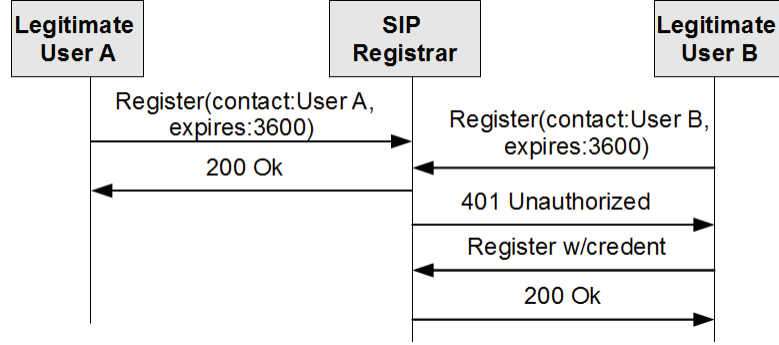 Legitimate
User A
SIP
Registrar
Legitimate
User B
Register(contact:User A,
expires:3600)
Register(contact:User B,
expires:3600)
200 Ok
401 Unauthorized
Register w/credent
200 Ok